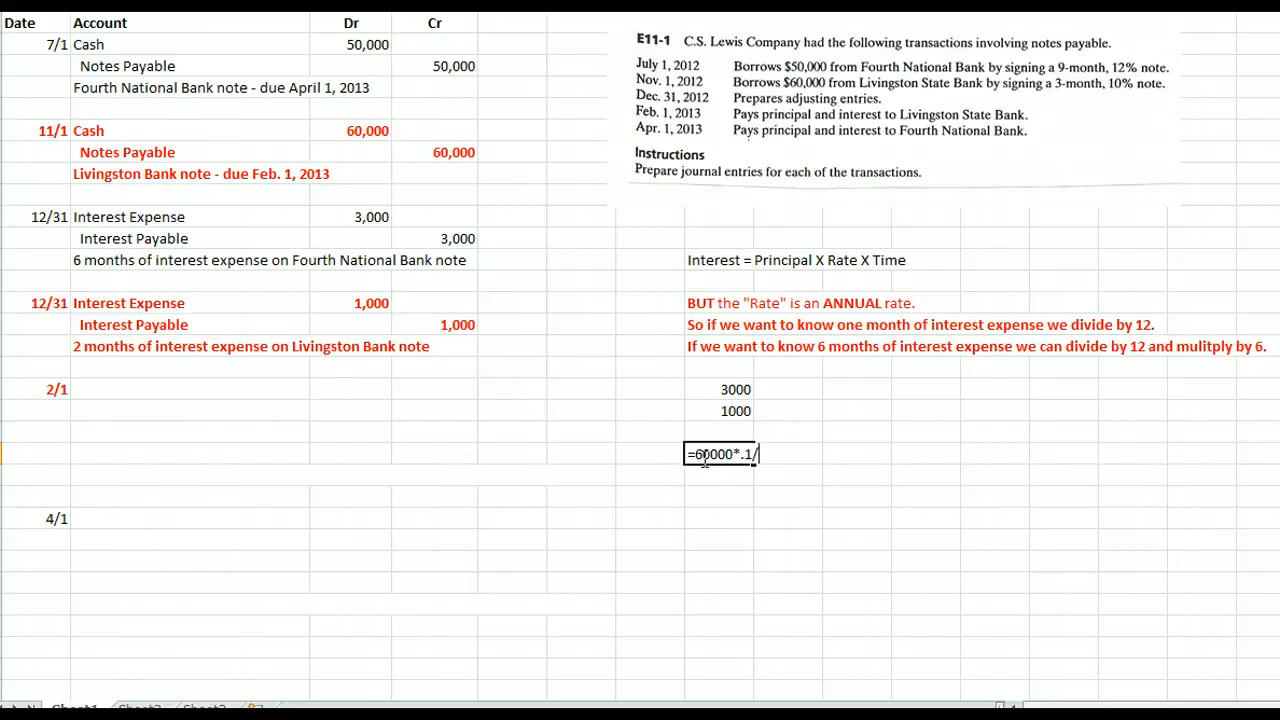 Date Account Dr Cr
7/1 Cash 50,000
Notes Payable 50,000
Fourth National Bank note - due April 1, 2013
11/1 Cash 60,000
Notes Payable 60,000
Livingston Bank note - due Feb. 1, 2013
12/31 Interest Expense 3,000
Interest Payable 3,000
6 months of interest expense on Fourth National Bank note
12/31 Interest Expense 1,000
Interest Payable 1,000
2 months of interest expense on Livingston Bank note
2/1
4/1
E11-1 C.S. Lewis Company had the following transactions involving notes payable.
July 1, 2012 Borrows $50,000 from Fourth National Bank by signing a 9-month, 12% note.
Nov. 1, 2012 Borrows $60,000 from Livingston State Bank by signing a 3-month, 10% note.
Dec. 31, 2012 Prepares adjusting entries.
Feb. 1, 2013 Pays principal and interest to Livingston State Bank.
Apr. 1, 2013 Pays principal and interest to Fourth National Bank.
Instructions
Prepare journal entries for each of the transactions.
Interest = Principal X Rate X Time
BUT the "Rate" is an ANNUAL rate.
So if we want to know one month of interest expense we divide by 12.
If we want to know 6 months of interest expense we can divide by 12 and mulitply by 6.
3000
1000
=60000*.1/
Sheet1 Sheet2 Sheet3